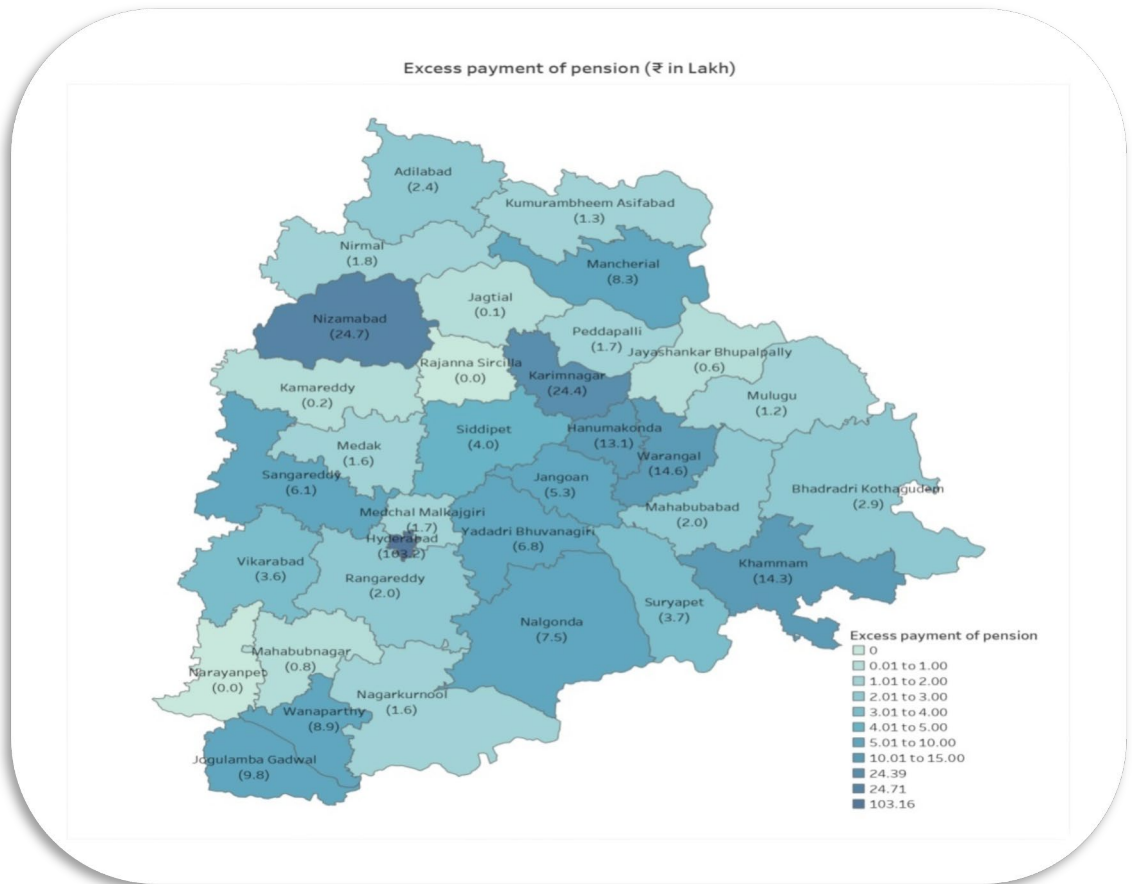 Excess payment of pension (₹ in Lakh)
Adilabad
(2.4)
Kumurambheem Asifabad
(1.3)
Nirmal
(1.8)
Mancherial
(8.3)
Jagtial
(0.1)
Nizamabad
(24.7)
Peddapalli
(1.7)
Jayashankar Bhupalpally
(0.6)
Rajanna Sircilla
(0.0)
Karimnagar
(24.4)
Kamareddy
(0.2)
Mulugu
(1.2)
Siddipet
(4.0)
Hanumakonda
(13.1)
Medak
(1.6)
Warangal
(14.6)
Sangareddy
(6.1)
Jangoan
(5.3)
Bhadradri Kothagudem
(2.9)
Mahabubabad
(2.0)
Medchal Malkajgiri
(1.7)
Yadadri Bhuvanagiri
(6.8)
Hyderabad
(103.2)
Vikarabad
(3.6)
Khammam
(14.3)
Rangareddy
(2.0)
Suryapet
(3.7)
Nalgonda
(7.5)
Mahabubnagar
(0.8)
Narayanpet
(0.0)
Nagarkurnool
(1.6)
Wanaparthy
(8.9)
Jogulamba Gadwal
(9.8)
Excess payment of pension
0
0.01 to 1.00
1.01 to 2.00
2.01 to 3.00
3.01 to 4.00
4.01 to 5.00
5.01 to 10.00
10.01 to 15.00
24.39
24.71
103.16